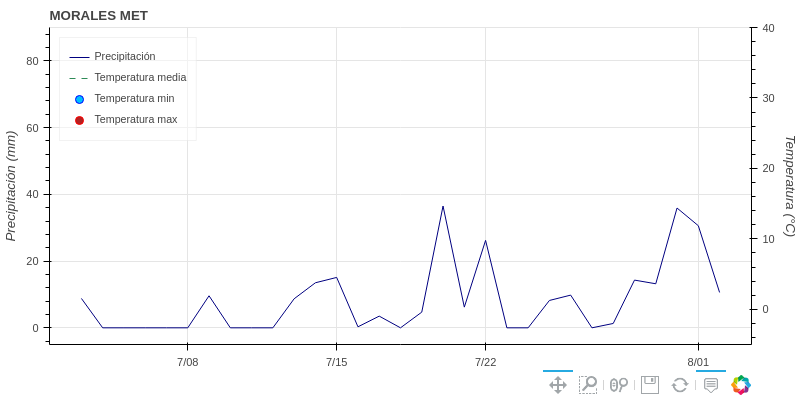 MORALES MET
Precipitación
Temperatura media
Temperatura min
Temperatura max
Precipitación (mm)
80
60
40
20
0
Temperatura (°C)
40
30
20
10
0
7/08
7/15
7/22
8/01